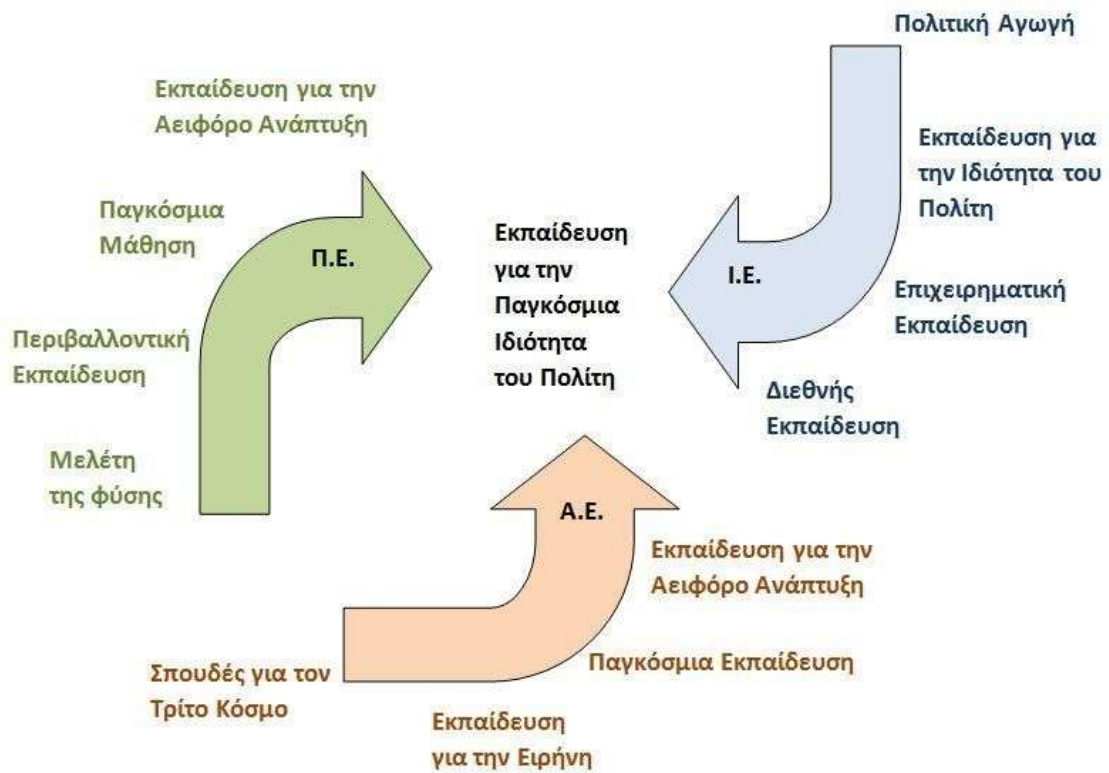 Πολιτική Αγωγή
Εκπαίδευση για την
Αειφόρο Ανάπτυξη
Εκπαίδευση για
την Ιδιότητα του
Πολίτη
Παγκόσμια
Μάθηση
Π.Ε.
Εκπαίδευση
για την
Παγκόσμια
Ιδιότητα
του Πολίτη
Ι.Ε.
Επιχειρηματική
Εκπαίδευση
Περιβαλλοντική
Εκπαίδευση
Διεθνής
Εκπαίδευση
Μελέτη
της φύσης
Α.Ε.
Εκπαίδευση για την
Αειφόρο Ανάπτυξη
Παγκόσμια Εκπαίδευση
Σπουδές για τον
Τρίτο Κόσμο
Εκπαίδευση
για την Ειρήνη